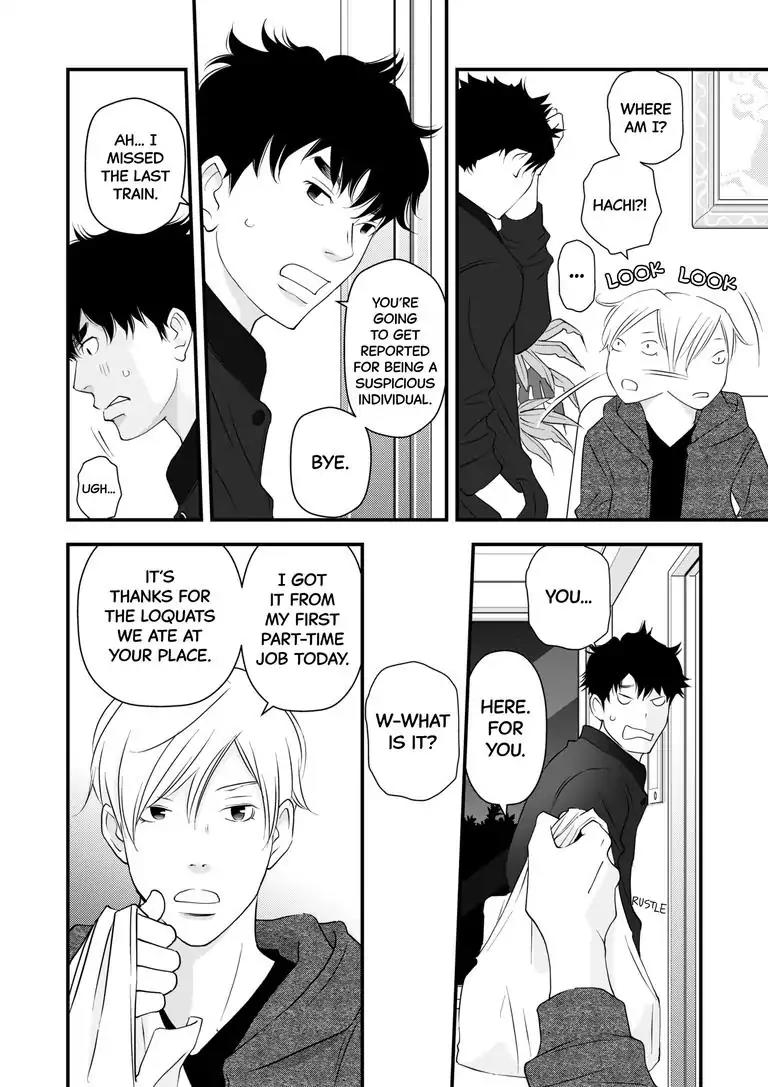 WHERE
AM I?
HACHI?!
...
LOOK LOOK
YOU'RE
GOING
TO GET
REPORTED
FOR BEING A
SUSPICIOUS
INDIVIDUAL.
BYE.
AH... I
MISSED
THE LAST
TRAIN.
UGH...
YOU...
HERE.
FOR
YOU.
RUSTLE
W-WHAT
IS IT?
I GOT
IT FROM
MY FIRST
PART-TIME
JOB TODAY.
IT'S
THANKS FOR
THE LOQUATS
WE ATE AT
YOUR PLACE.